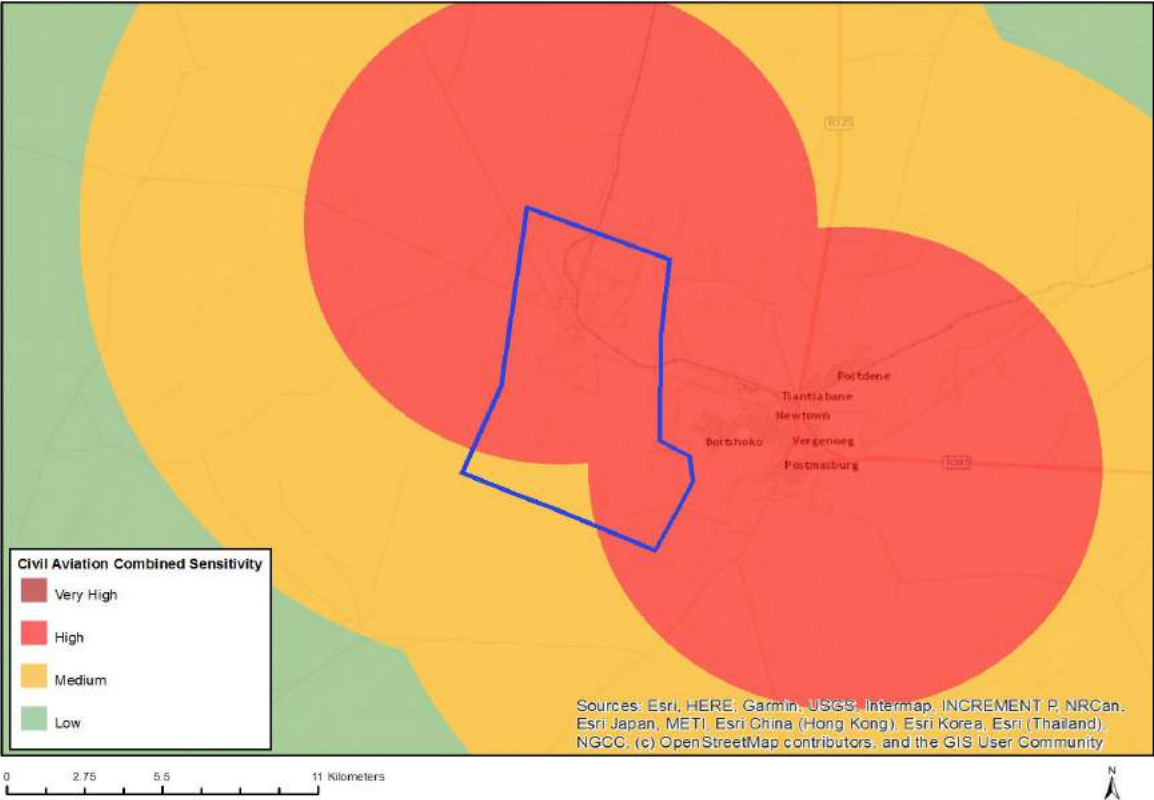 R325
Postdene
Newtown
Vergenoeg
Postmasburg
R385
Civil Aviation Combined Sensitivity
Very High
High
Medium
Low
Sources: Esri, HERE, Garmin, USGS, Intermap, INCREMENT P, NRCan,
Esri Japan, METI, Esri China (Hong Kong), Esri Korea, Esri (Thailand),
NGCC, (c) OpenStreetMap contributors, and the GIS User Community
0 2.75 5.5 11 Kilometers
N